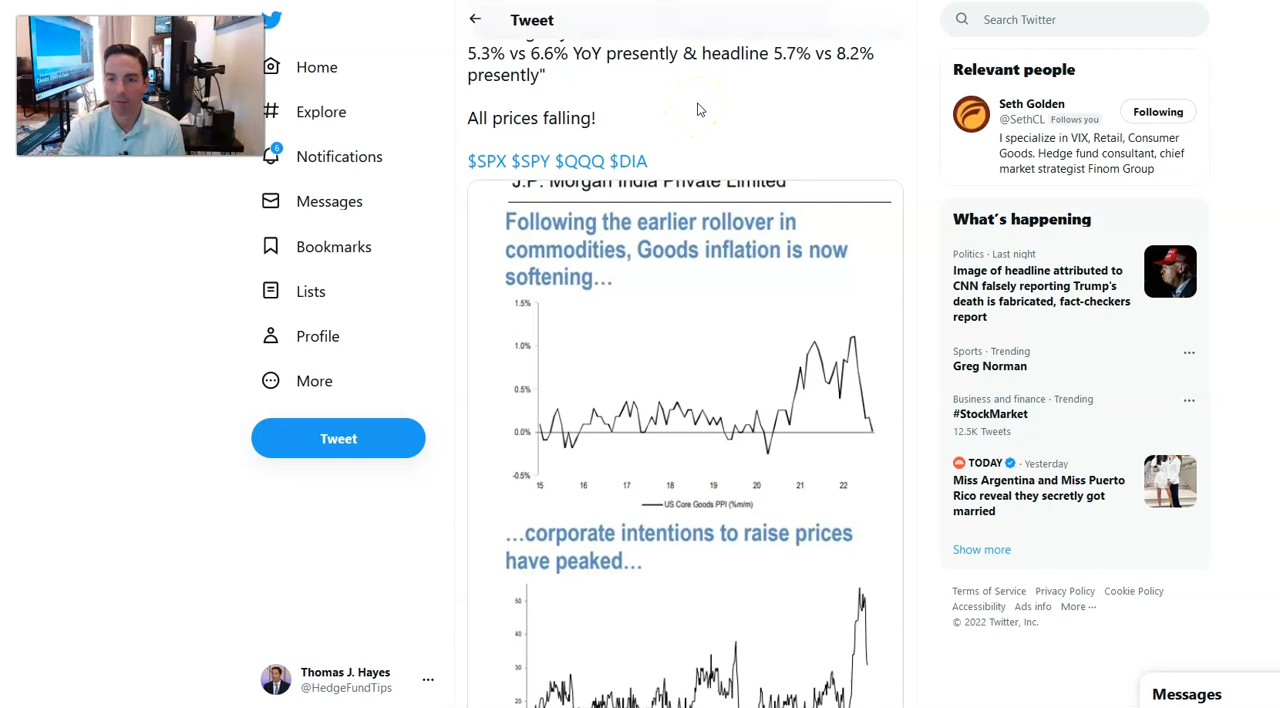 Home
Explore
6
Notifications
Messages
Bookmarks
Lists
Profile
More
Tweet
Thomas J. Hayes
@HedgeFundTips
Tweet
5.3% vs 6.6% YoY presently & headline 5.7% vs 8.2%
presently"
All prices falling!
$SPX $SPY $QQQ $DIA
J.P. Morgan India Private Limited
Following the earlier rollover in
commodities, Goods inflation is now
softening...
1.5%
1.0%
0.5%
0.0%
-0.5%
15 16 17 18 19 20 21 22
US Core Goods PPI (%m/m)
...corporate intentions to raise prices
have peaked...
50
40
30
20
Search Twitter
Relevant people
Seth Golden
@SethCL Follows you
Following
I specialize in VIX, Retail, Consumer
Goods. Hedge fund consultant, chief
market strategist Finom Group
What's happening
Politics · Last night
Image of headline attributed to
CNN falsely reporting Trump's
death is fabricated, fact-checkers
report
Sports · Trending
Greg Norman
Business and finance · Trending
#StockMarket
12.5K Tweets
TODAY · Yesterday
Miss Argentina and Miss Puerto
Rico reveal they secretly got
married
Show more
Terms of Service Privacy Policy Cookie Policy
Accessibility Ads info More ···
© 2022 Twitter, Inc.
Messages